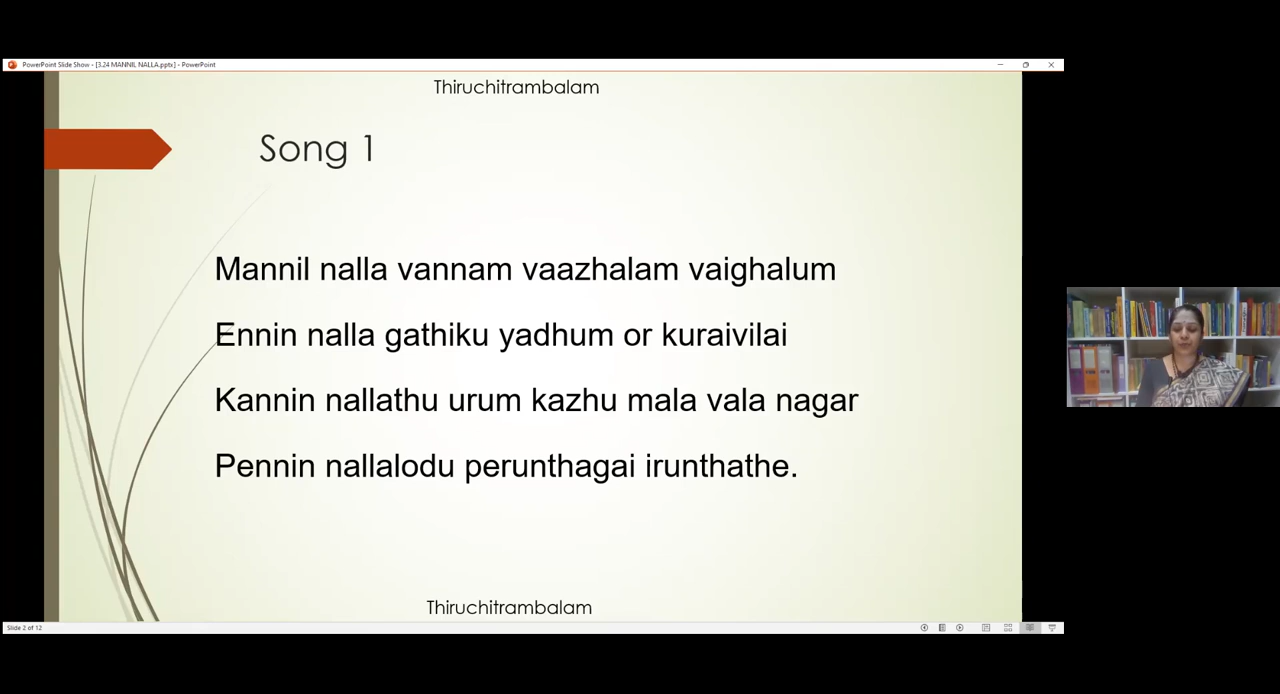 PowerPoint Slide Show - [3.24 MANNIL NALLA.pptx] - PowerPoint
Thiruchitrambalam
Song 1
Mannil nalla vannam vaazhalam vaighalum
Ennin nalla gathiku yadhum or kuraivilai
Kannin nallathu urum kazhu mala vala nagar
Pennin nallalodu perunthagai irunthathe.
Thiruchitrambalam
Slide 2 of 12